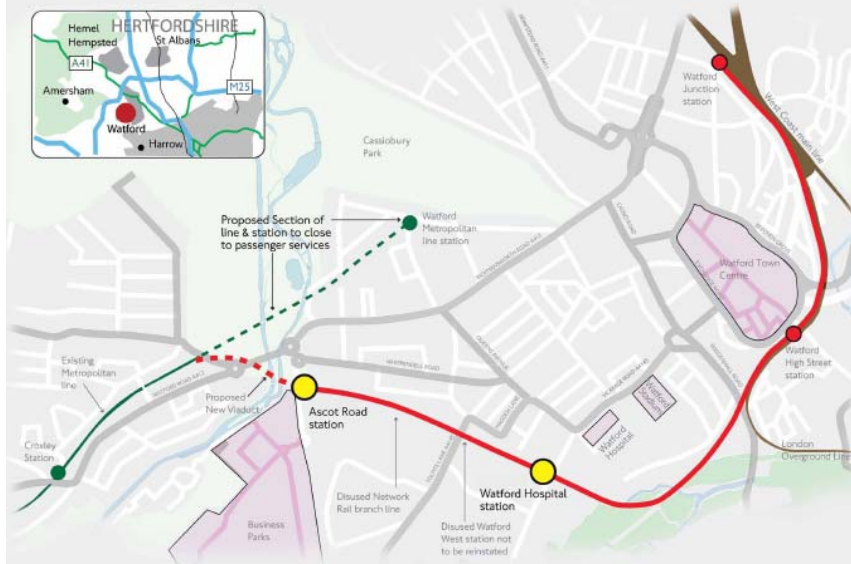 HERTFORDSHIRE
Hemel
Hempsted
St Albans
A41
M25
Amersham
Watford
Harrow
Cassiobury
Park
Watford
Junction
station
West Coast main line
Proposed Section of
line & station to close
to passenger services
Watford
Metropolitan
line station
Watford Town
Centre
Existing
Metropolitan
line
Proposed
New Viaduct
Ascot Road
station
Watford
High Street
station
Watford
Stadium
Watford
Hospital
Croxley
Station
Watford Hospital
station
London
Overground Line
Disused Network
Rail branch line
Disused Watford
West station not
to be reinstated
Business
Parks